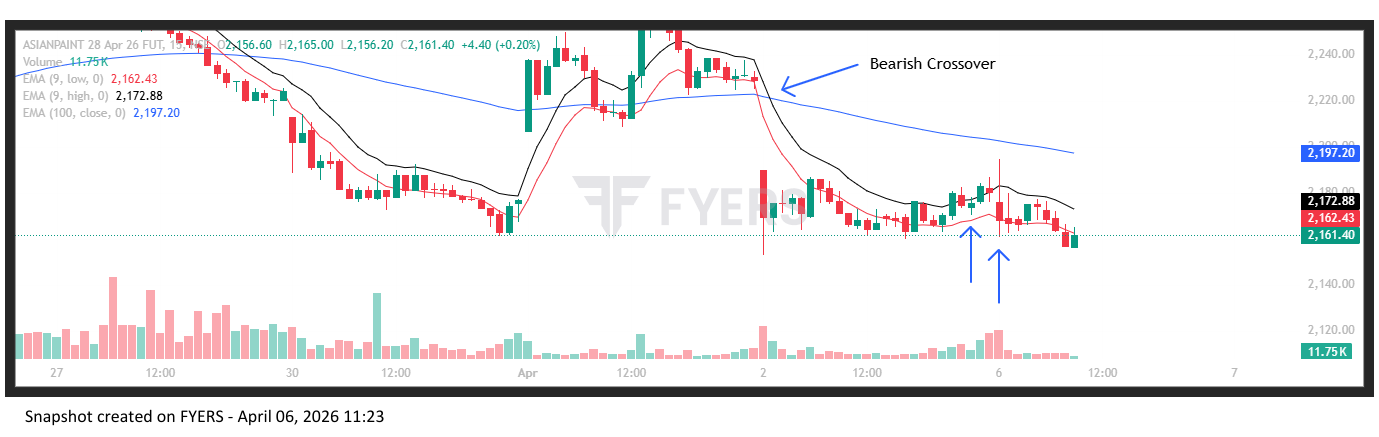 ASIANPAINT 28 Apr 26 FUT, 15, NSE O2,156.60 H2,165.00 L2,156.20 C2,161.40 +4.40 (+0.20%)
Volume 11.75K
EMA (9, low, 0) 2,162.43
EMA (9, high, 0) 2,172.88
EMA (100, close, 0) 2,197.20
Bearish Crossover
FYERS
2,240.00
2,220.00
2,200.00
2,197.20
2,180.00
2,172.88
2,162.43
2,161.40
2,140.00
2,120.00
11.75K
27 12:00 30 12:00 Apr 12:00 2 12:00 6 12:00 7
Snapshot created on FYERS - April 06, 2026 11:23